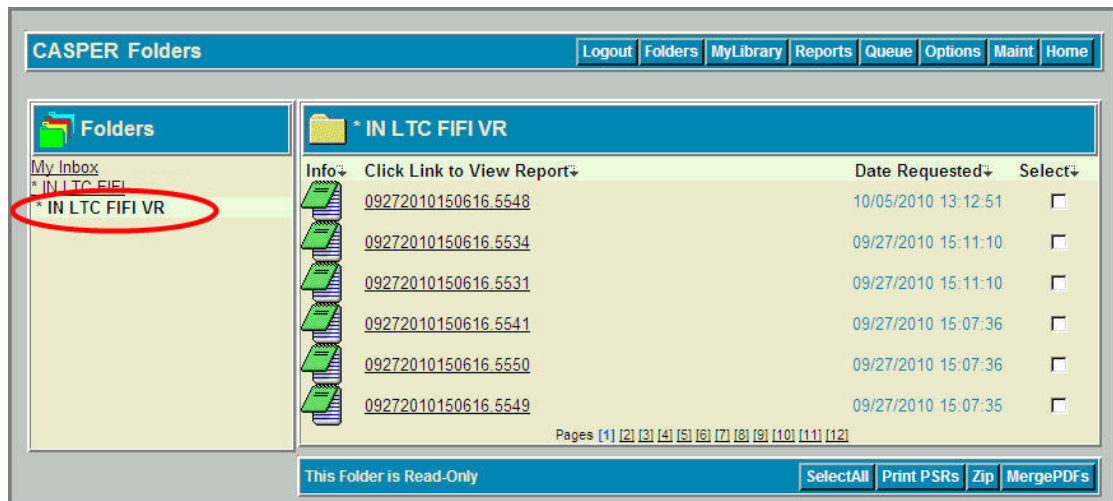 CASPER Folders
Logout Folders MyLibrary Reports Queue Options Maint Home
Folders
My Inbox
* IN LTC FIFI
* IN LTC FIFI VR
* IN LTC FIFI VR
Info Click Link to View Report Date Requested Select
09272010150616.5548 10/05/2010 13:12:51
09272010150616.5534 09/27/2010 15:11:10
09272010150616.5531 09/27/2010 15:11:10
09272010150616.5541 09/27/2010 15:07:36
09272010150616.5550 09/27/2010 15:07:36
09272010150616.5549 09/27/2010 15:07:35
Pages [1] [2] [3] [4] [5] [6] [7] [8] [9] [10] [11] [12]
This Folder is Read-Only
SelectAll Print PSRs Zip MergePDFs